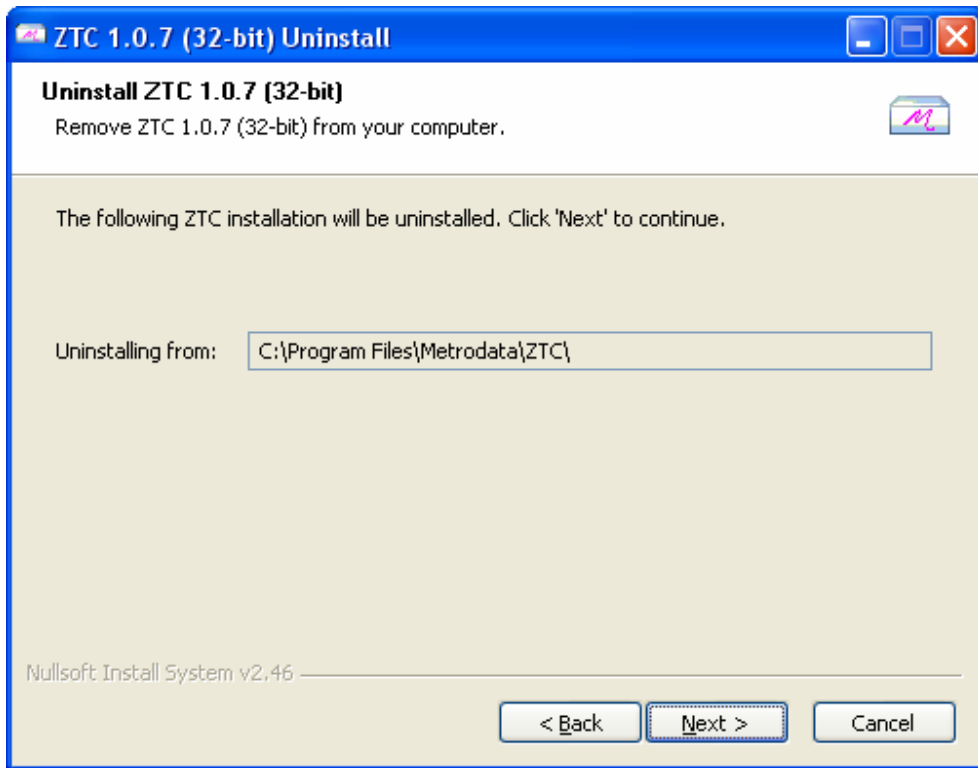 ZTC 1.0.7 (32-bit) Uninstall
Uninstall ZTC 1.0.7 (32-bit)
Remove ZTC 1.0.7 (32-bit) from your computer.
The following ZTC installation will be uninstalled. Click 'Next' to continue.
Uninstalling from: C:\Program Files\Metrodata\ZTC\
Nullsoft Install System v2.46
< Back Next > Cancel